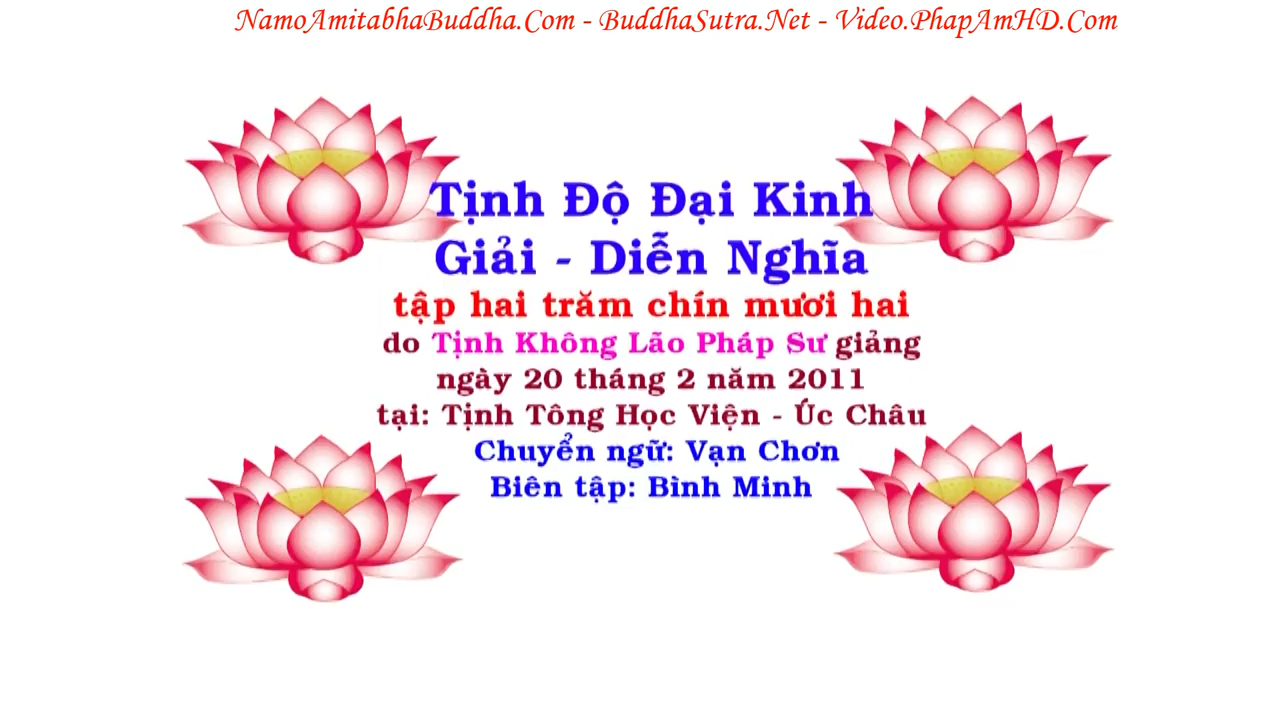 NamoAmitabhaBuddha.Com - BuddhaSutra.Net - Video.PhapAmHD.Com
Tịnh Độ Đại Kinh
Giải - Diễn Nghĩa
tập hai trăm chín mươi hai
do Tịnh Không Lão Pháp Sư giảng
ngày 20 tháng 2 năm 2011
tại: Tịnh Tông Học Viện - Úc Châu
Chuyển ngữ: Vạn Chơn
Biên tập: Bình Minh